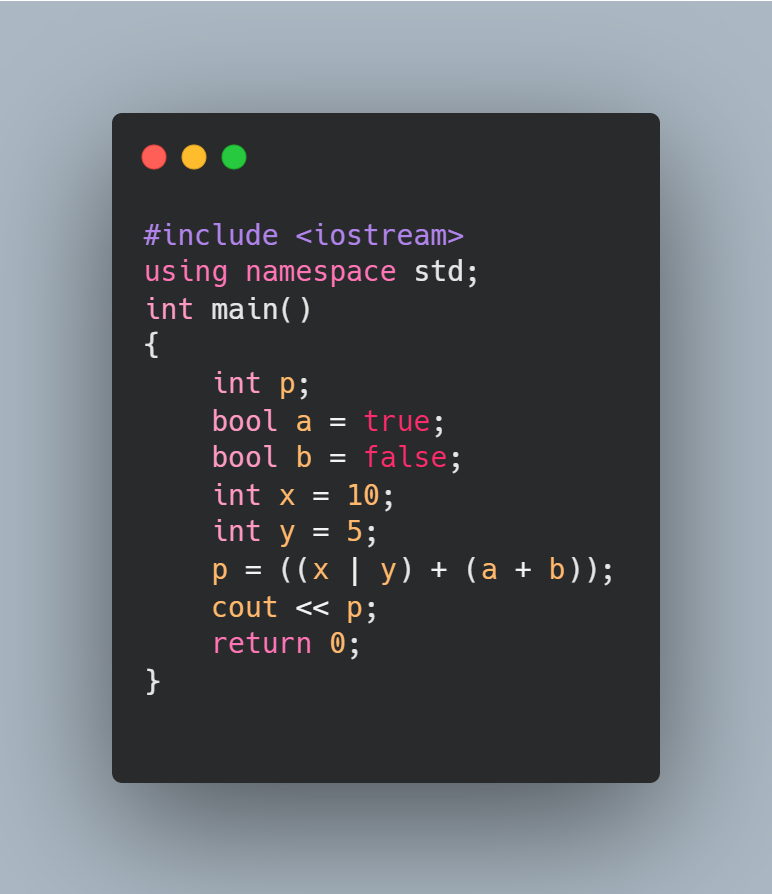 #include <iostream>
using namespace std;
int main()
{
    int p;
    bool a = true;
    bool b = false;
    int x = 10;
    int y = 5;
    p = ((x | y) + (a + b));
    cout << p;
    return 0;
}